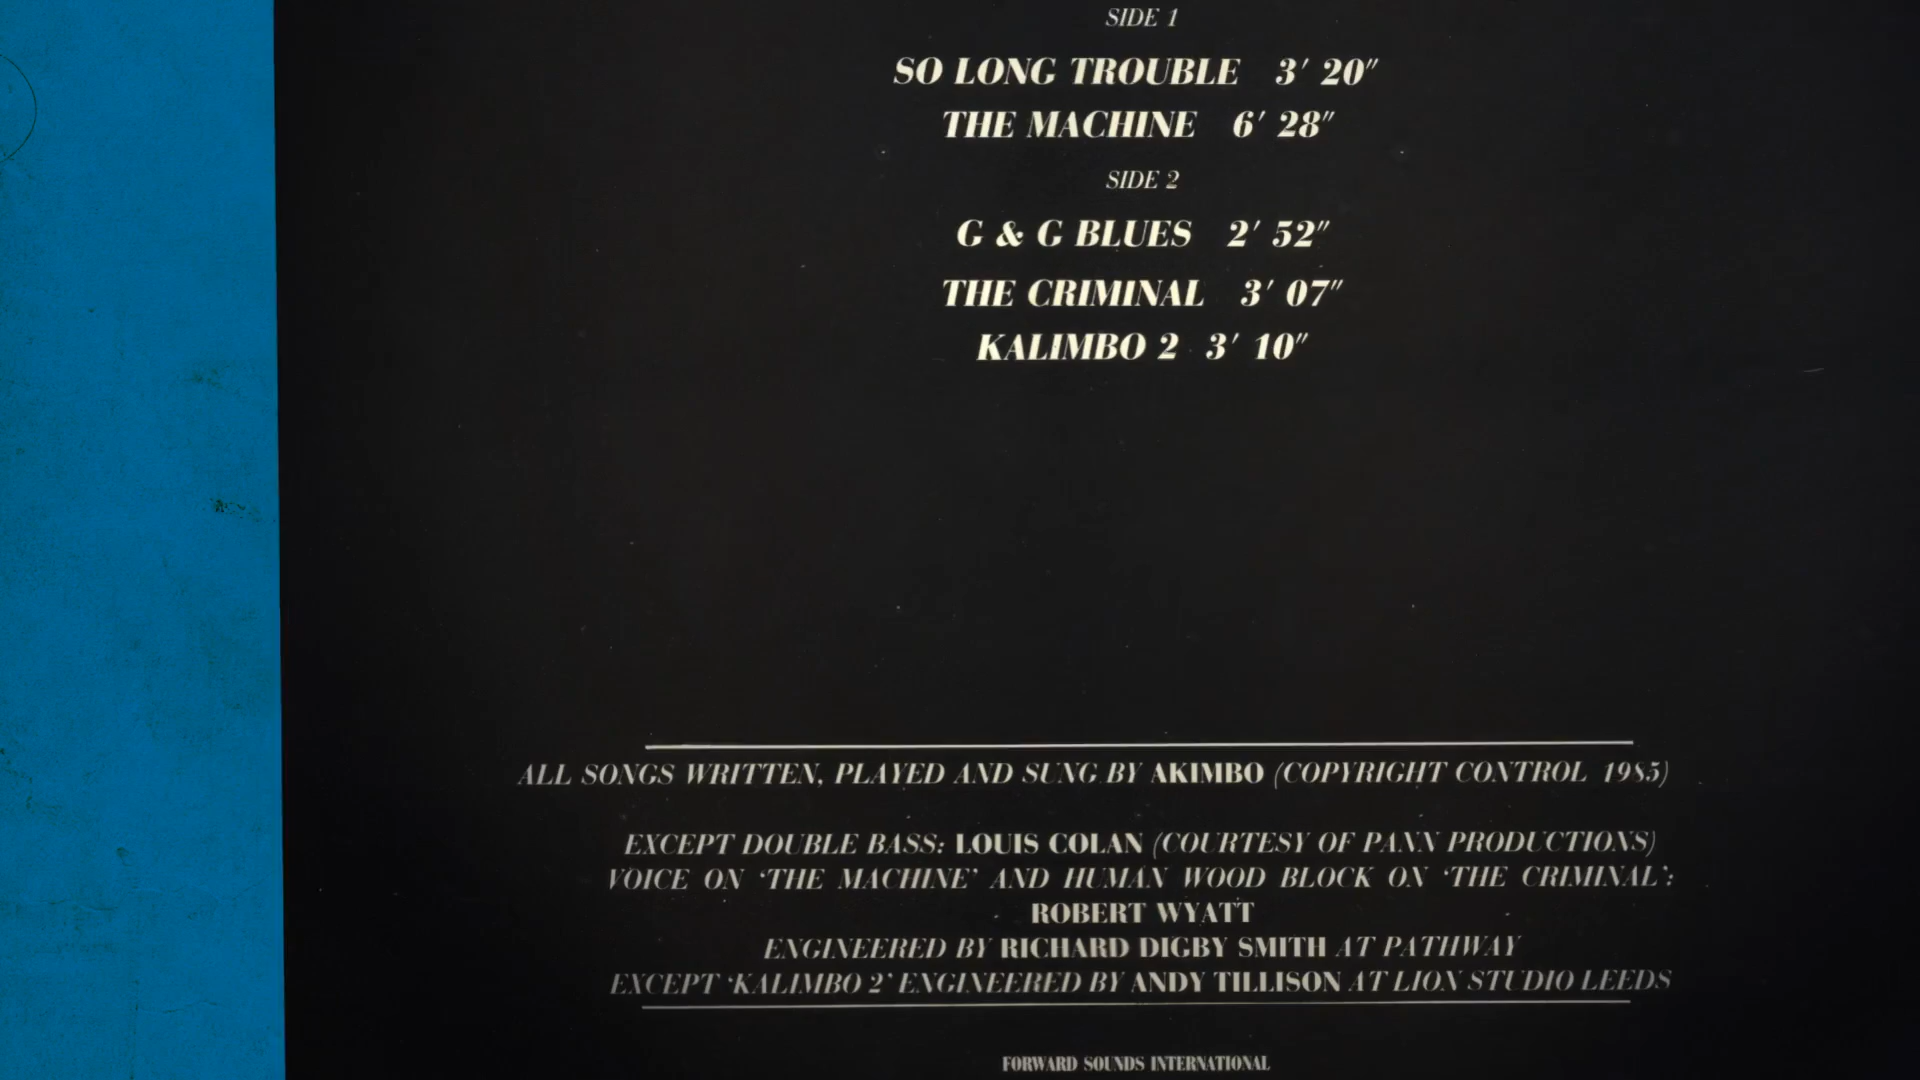 SIDE 1
SO LONG TROUBLE 3' 20"
THE MACHINE 6' 28"
SIDE 2
G & G BLUES 2' 52"
THE CRIMINAL 3' 07"
KALIMBO 2 3' 10"
ALL SONGS WRITTEN, PLAYED AND SUNG BY AKIMBO (COPYRIGHT CONTROL 1985)
EXCEPT DOUBLE BASS: LOUIS COLAN (COURTESY OF PANN PRODUCTIONS)
VOICE ON ‘THE MACHINE’ AND HUMAN WOOD BLOCK ON ‘THE CRIMINAL’:
ROBERT WYATT
ENGINEERED BY RICHARD DIGBY SMITH AT PATHWAY
EXCEPT ‘KALIMBO 2’ ENGINEERED BY ANDY TILLISON AT LION STUDIO LEEDS
FORWARD SOUNDS INTERNATIONAL